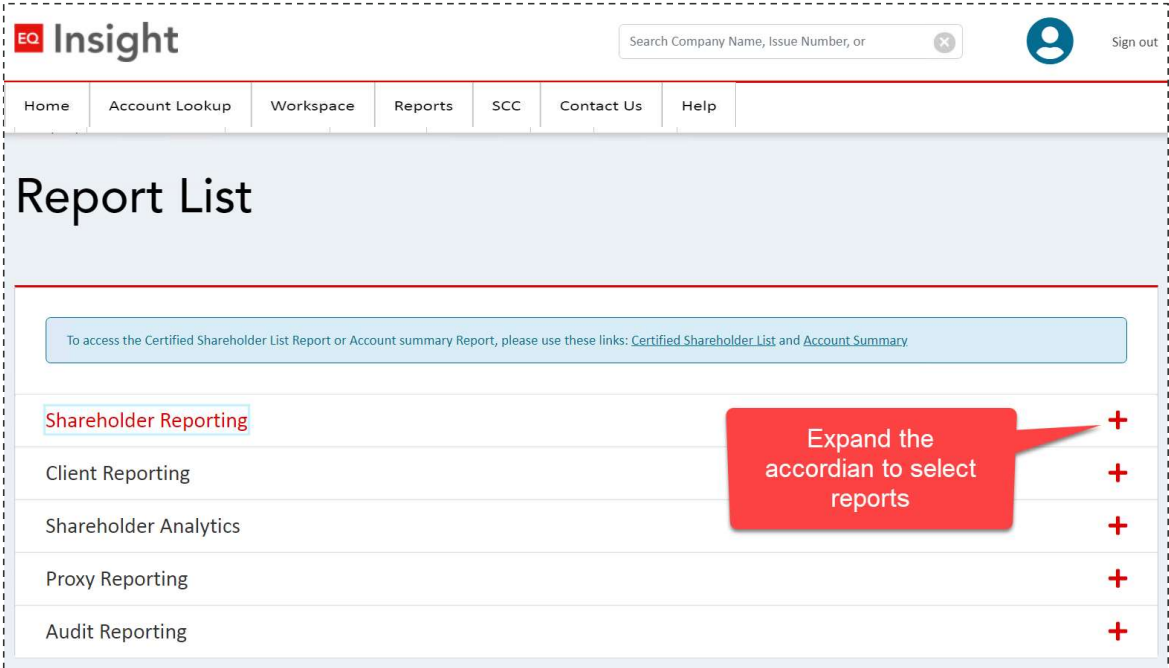 EQ Insight
Search Company Name, Issue Number, or
Sign out
Home Account Lookup Workspace Reports SCC Contact Us Help
Report List
To access the Certified Shareholder List Report or Account summary Report, please use these links: Certified Shareholder List and Account Summary
Shareholder Reporting
Expand the
accordian to select
reports
Client Reporting
Shareholder Analytics
Proxy Reporting
Audit Reporting